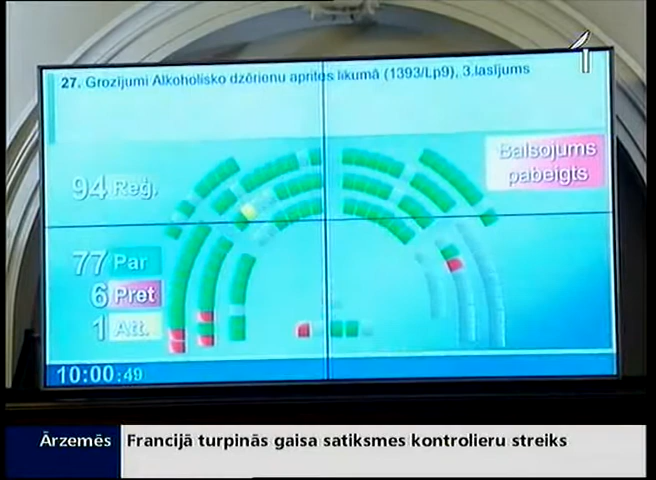 27. Grozījumi Alkoholisko dzērienu aprites likumā (1393/Lp9), 3.lasījums
Balsojums
pabeigts
94 Reģ.
77 Par
6 Pret
1 Att.
10:00:49
Ārzemēs Francijā turpinās gaisa satiksmes kontrolieru streiks